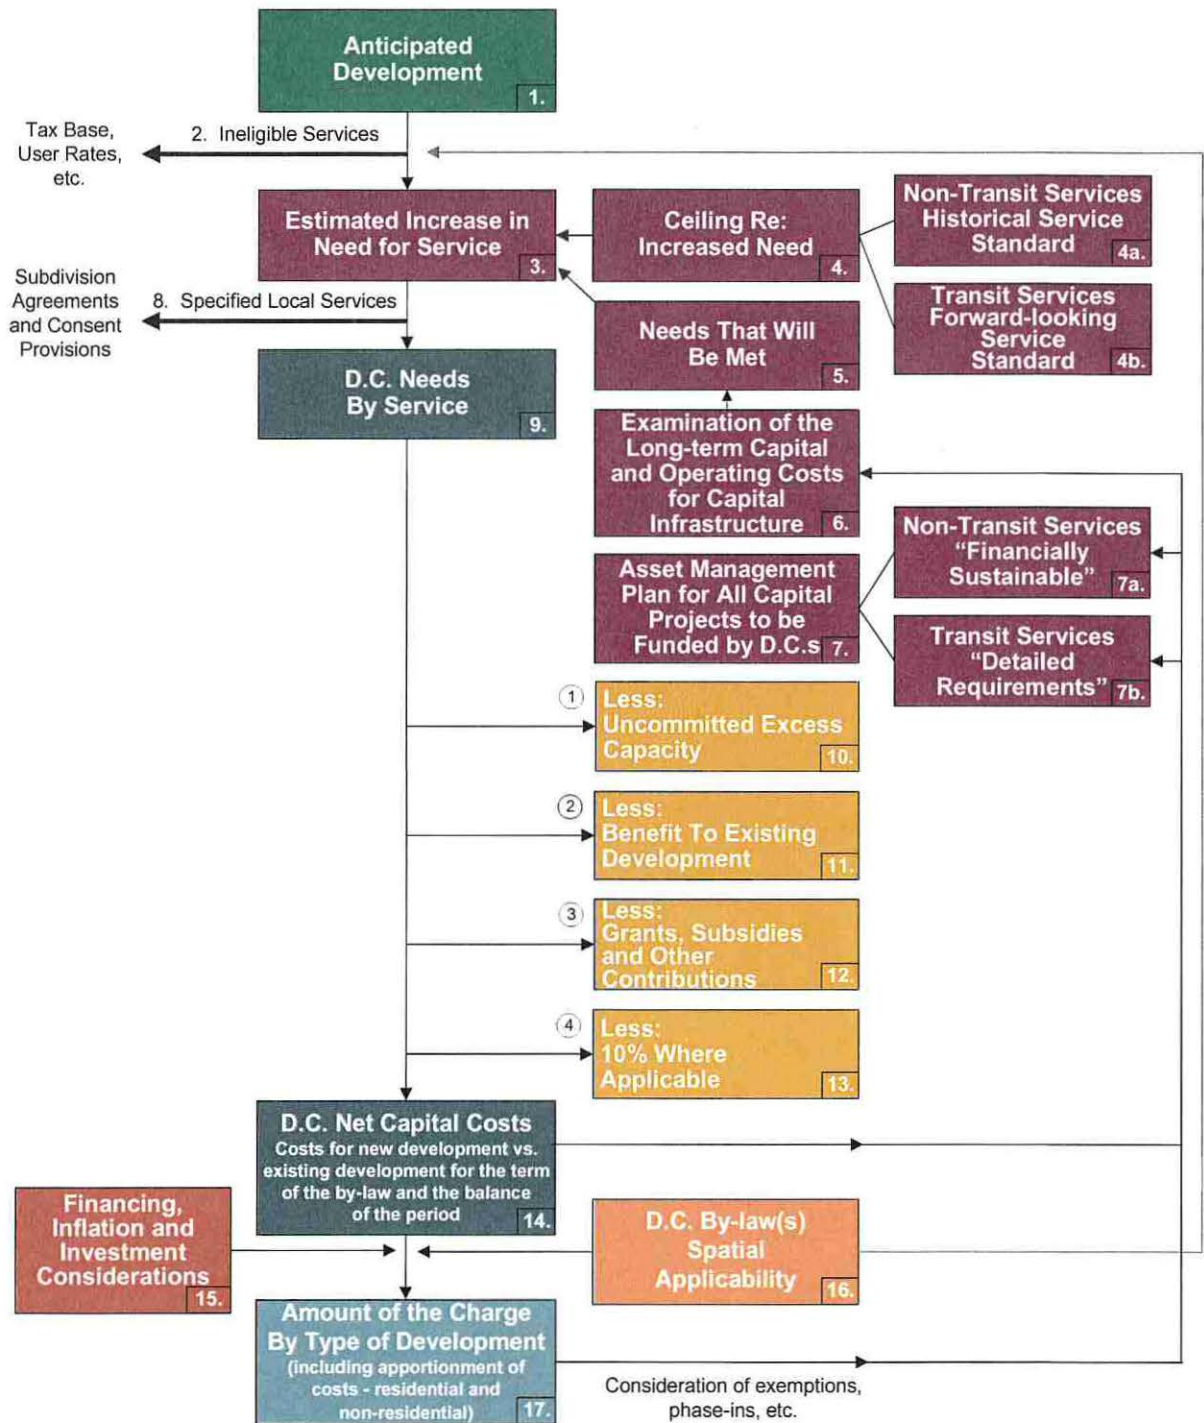 Anticipated
Development
1.
Tax Base,
User Rates,
etc.
2. Ineligible Services
Estimated Increase in
Need for Service
3.
Ceiling Re:
Increased Need
4.
Non-Transit Services
Historical Service
Standard
4a.
Transit Services
Forward-looking
Service
Standard
4b.
Subdivision
Agreements
and Consent
Provisions
8. Specified Local Services
Needs That Will
Be Met
5.
D.C. Needs
By Service
9.
Examination of the
Long-term Capital
and Operating Costs
for Capital
Infrastructure
6.
Non-Transit Services
“Financially
Sustainable”
7a.
Asset Management
Plan for All Capital
Projects to be
Funded by D.C.s
7.
Transit Services
“Detailed
Requirements”
7b.
1
Less:
Uncommitted Excess
Capacity
10.
2
Less:
Benefit To Existing
Development
11.
3
Less:
Grants, Subsidies
and Other
Contributions
12.
4
Less:
10% Where
Applicable
13.
D.C. Net Capital Costs
Costs for new development vs.
existing development for the term
of the by-law and the balance
of the period
14.
Financing,
Inflation and
Investment
Considerations
15.
D.C. By-law(s)
Spatial
Applicability
16.
Amount of the Charge
By Type of Development
(including apportionment of
costs - residential and
non-residential)
17.
Consideration of exemptions,
phase-ins, etc.